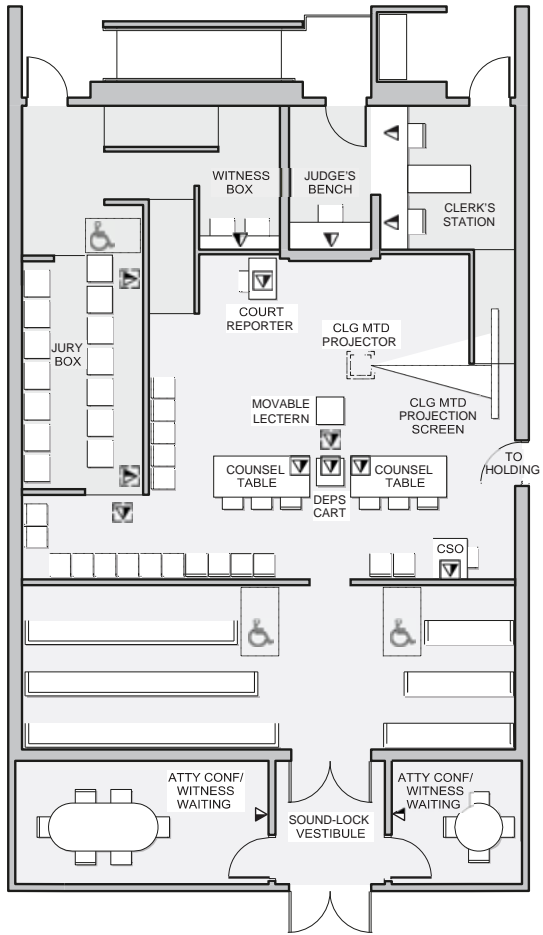 WITNESS
BOX
JUDGE'S
BENCH
CLERK'S
STATION
COURT
REPORTER
CLG MTD
PROJECTOR
JURY
BOX
MOVABLE
LECTERN
CLG MTD
PROJECTION
SCREEN
TO
HOLDING
COUNSEL
TABLE
COUNSEL
TABLE
DEPS
CART
CSO
ATTY CONF/
WITNESS
WAITING
ATTY CONF/
WITNESS
WAITING
SOUND-LOCK
VESTIBULE